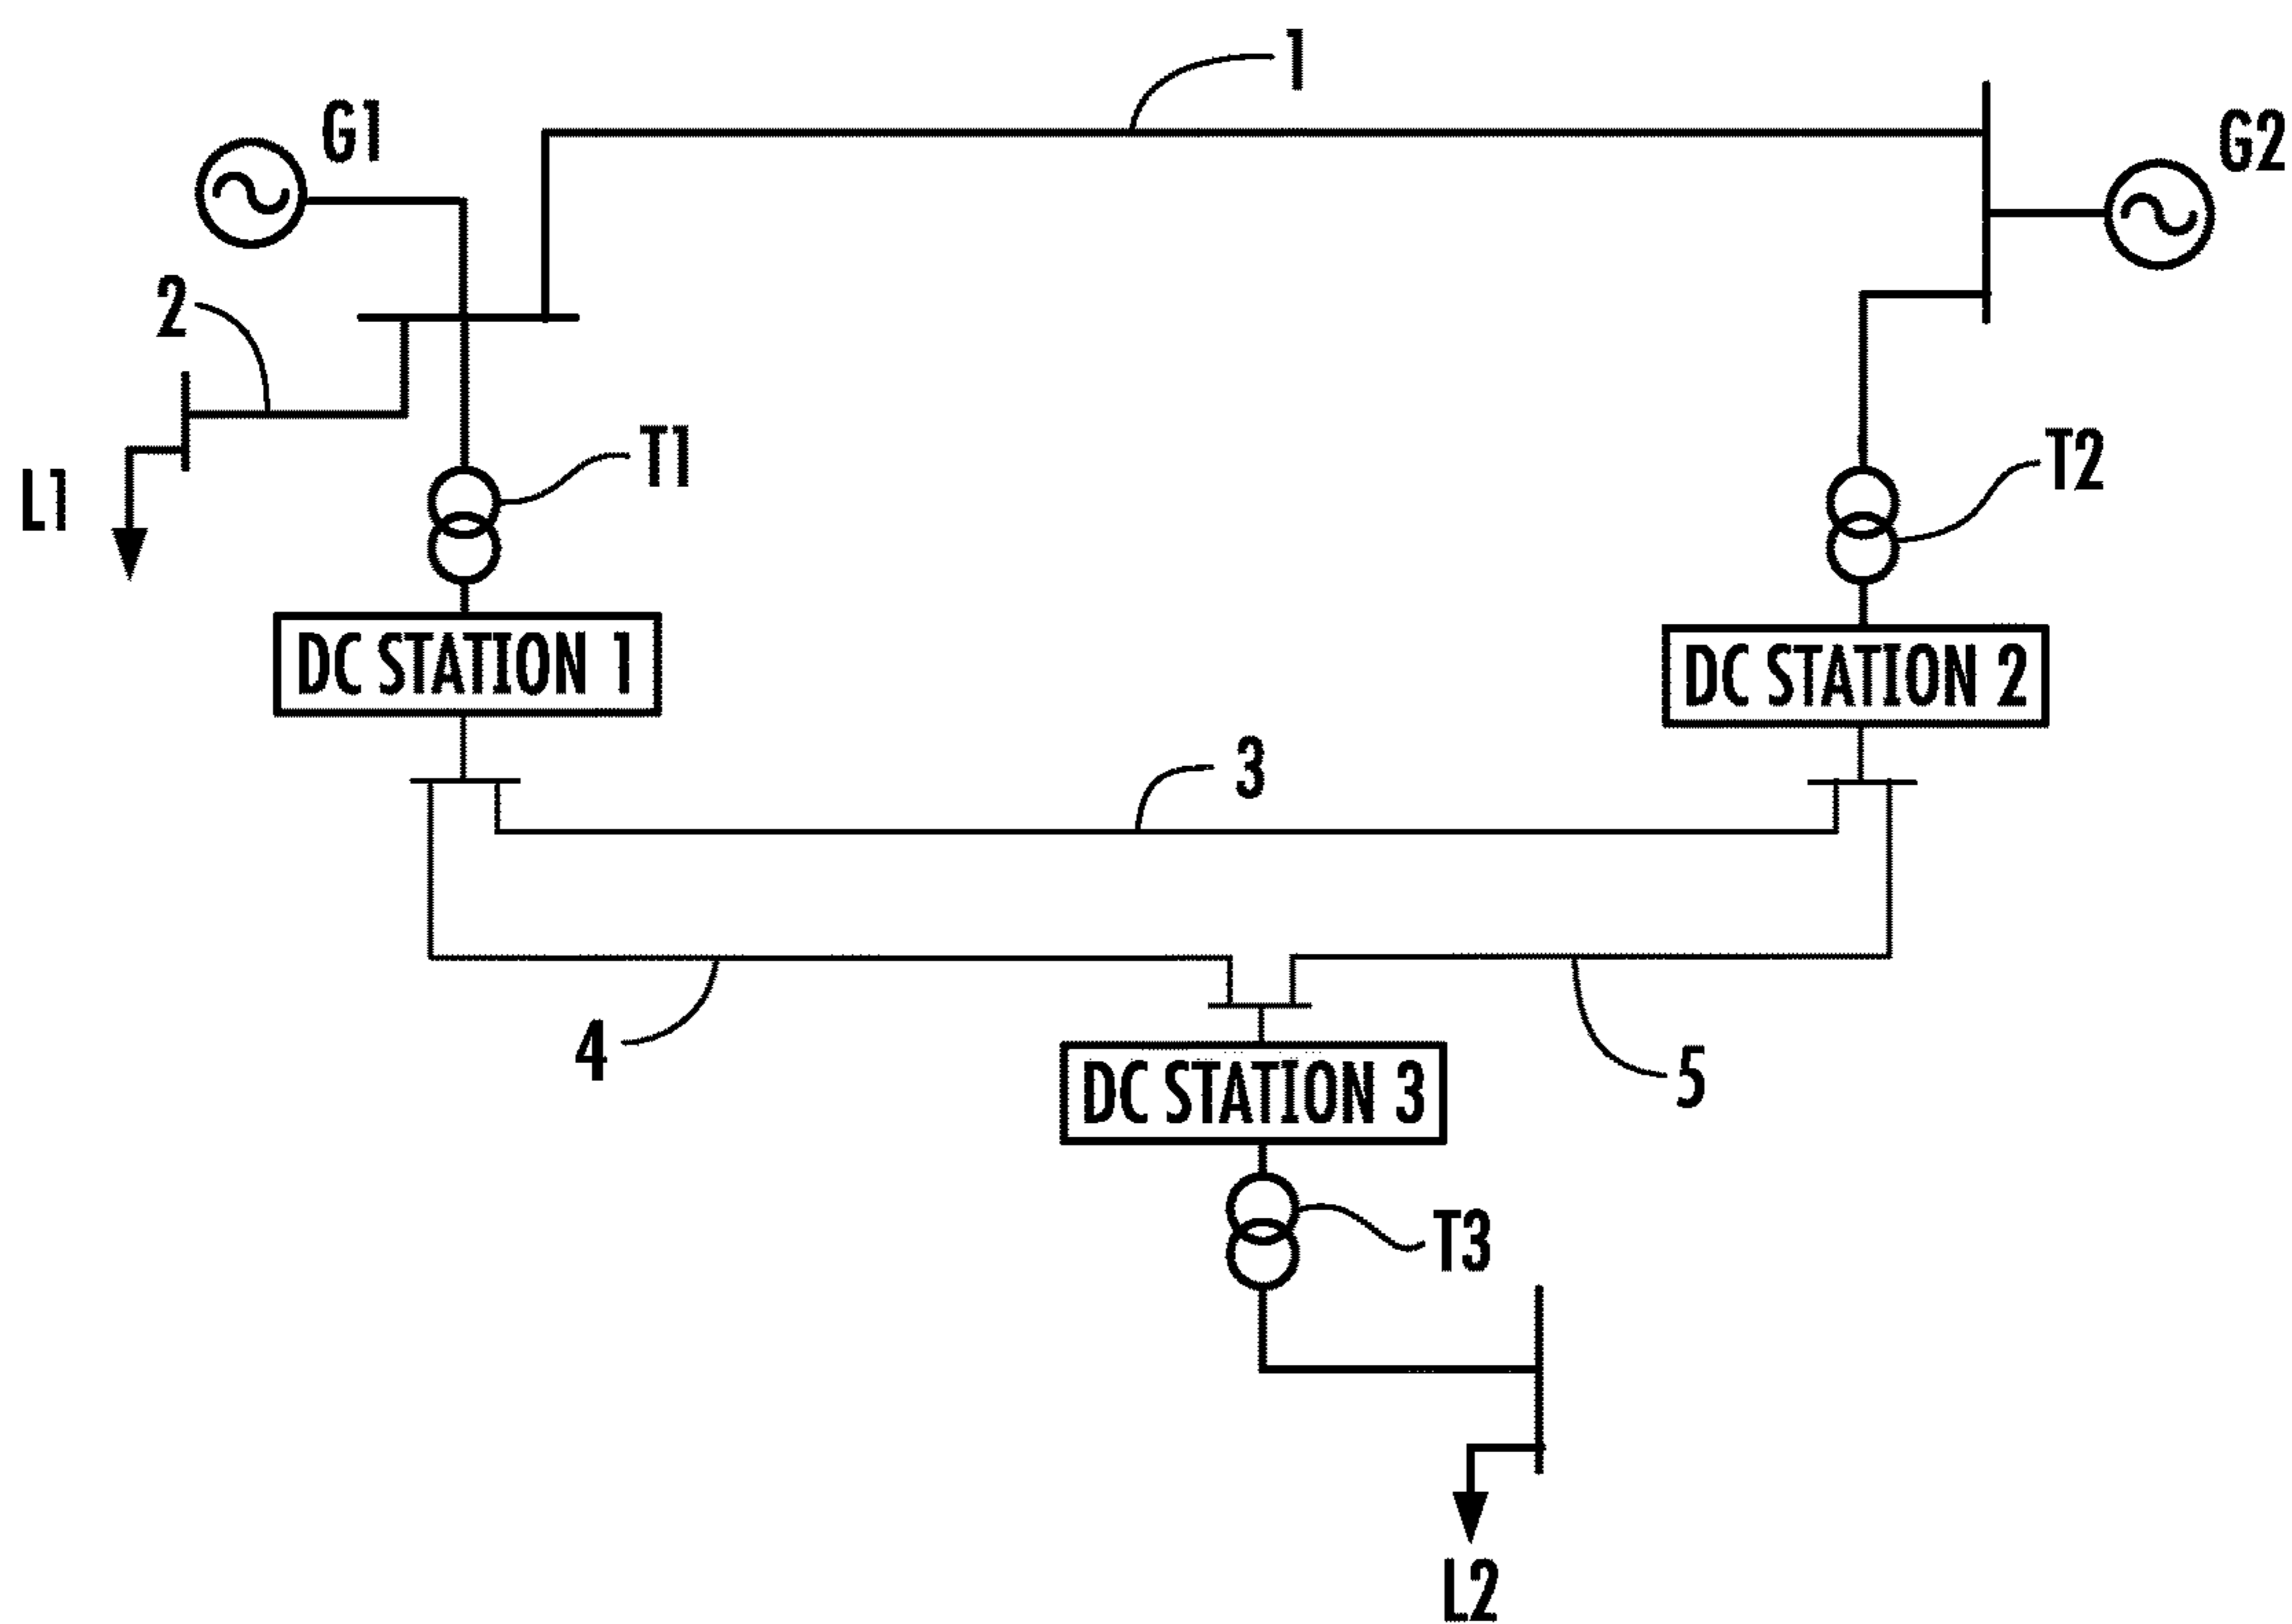 1
G1
G2
2
T1
T2
L1
DC STATION 1
DC STATION 2
3
4
DC STATION 3
5
T3
L2